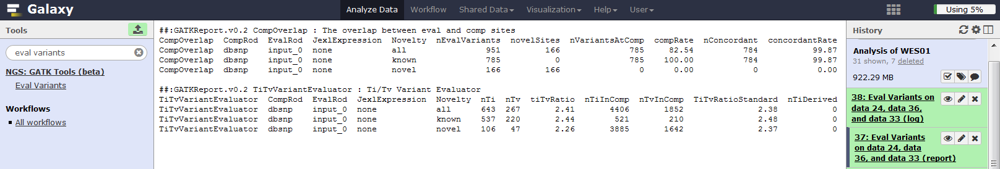 Galaxy
Analyze Data Workflow Shared Data Visualization Help User
Using 5%
Tools
eval variants
NGS: GATK Tools (beta)
Eval Variants
Workflows
All workflows
##:GATKReport.v0.2 CompOverlap : The overlap between eval and comp sites
CompOverlap CompRod EvalRod JexlExpression Novelty nEvalVariants novelSites nVariantsAtComp compRate nConcordant concordantRate
CompOverlap dbsnp input_0 none all 951 166 785 82.54 784 99.87
CompOverlap dbsnp input_0 none known 785 0 785 100.00 784 99.87
CompOverlap dbsnp input_0 none novel 166 166 0 0.00 0 0.00
##:GATKReport.v0.2 TiTvVariantEvaluator : Ti/Tv Variant Evaluator
TiTvVariantEvaluator CompRod EvalRod JexlExpression Novelty nTi nTv tiTvRatio nTiInComp nTvInComp TiTvRatioStandard nTiDerived
TiTvVariantEvaluator dbsnp input_0 none all 643 267 2.41 4406 1852 2.38 0
TiTvVariantEvaluator dbsnp input_0 none known 537 220 2.44 521 210 2.48 0
TiTvVariantEvaluator dbsnp input_0 none novel 106 47 2.26 3885 1642 2.37 0
History
Analysis of WES01
31 shown, 7 deleted
922.29 MB
38: Eval Variants on
data 24, data 36,
and data 33 (log)
37: Eval Variants
on data 24, data
36, and data 33 (report)